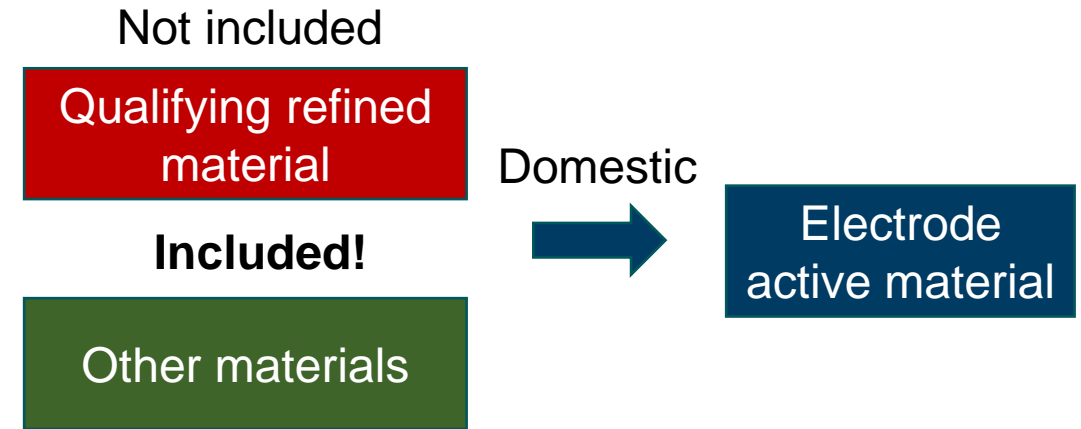 Not included
Qualifying refined
material
Included!
Other materials
Domestic
Electrode
active material